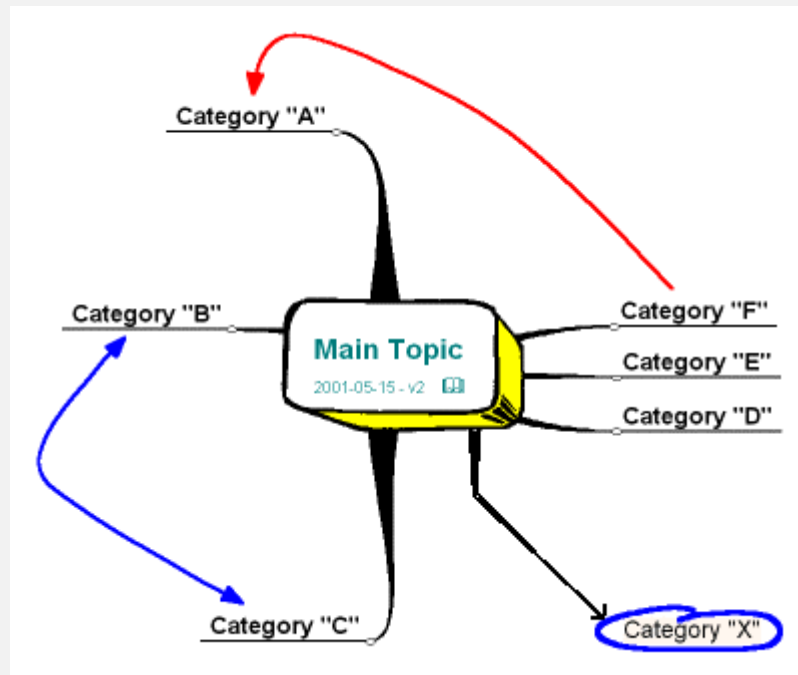 Category "A"
Category "B"
Category "F"
Main Topic
2001-05-15 - v2
Category "E"
Category "D"
Category "C"
Category "X"